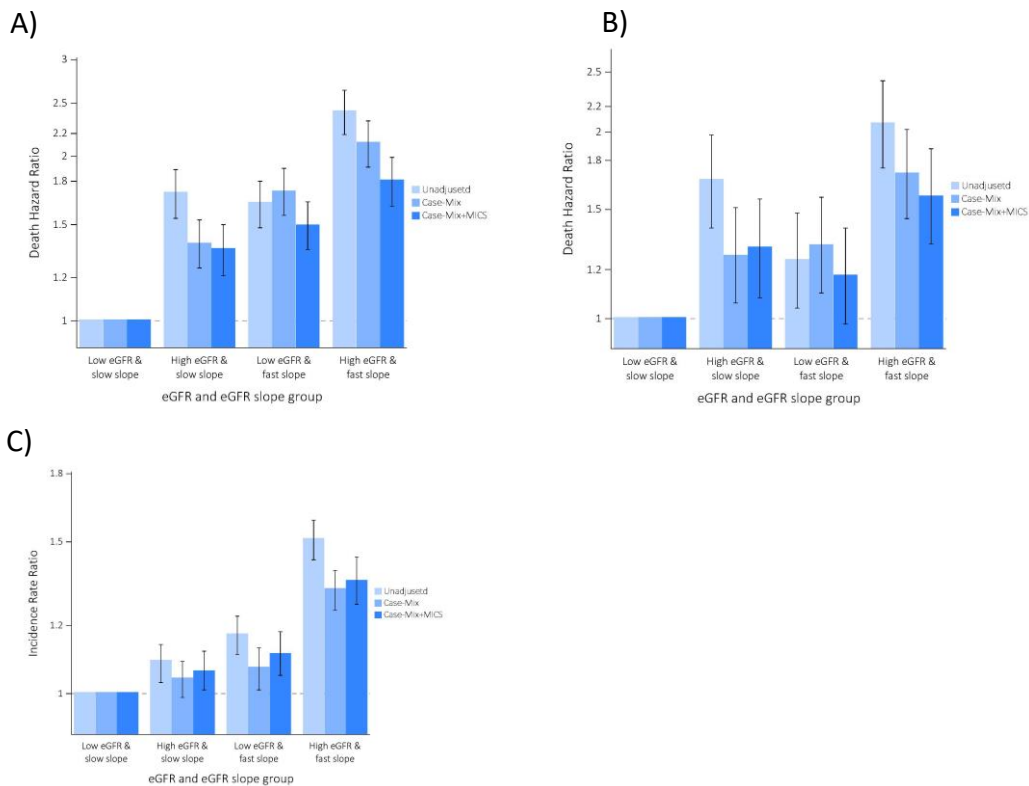 A)
3
2.5
2.2
2
1.8
1.5
1.2
1
Death Hazard Ratio
Unadjusetd
Case-Mix
Case-Mix+MICS
Low eGFR & slow slope
High eGFR & slow slope
Low eGFR & fast slope
High eGFR & fast slope
eGFR and eGFR slope group
B)
2.5
2.2
2
1.8
1.5
1.2
1
Death Hazard Ratio
Unadjusetd
Case-Mix
Case-Mix+MICS
Low eGFR & slow slope
High eGFR & slow slope
Low eGFR & fast slope
High eGFR & fast slope
eGFR and eGFR slope group
C)
1.8
1.5
1.2
1
Incidence Rate Ratio
Unadjusetd
Case-Mix
Case-Mix+MICS
Low eGFR & slow slope
High eGFR & slow slope
Low eGFR & fast slope
High eGFR & fast slope
eGFR and eGFR slope group